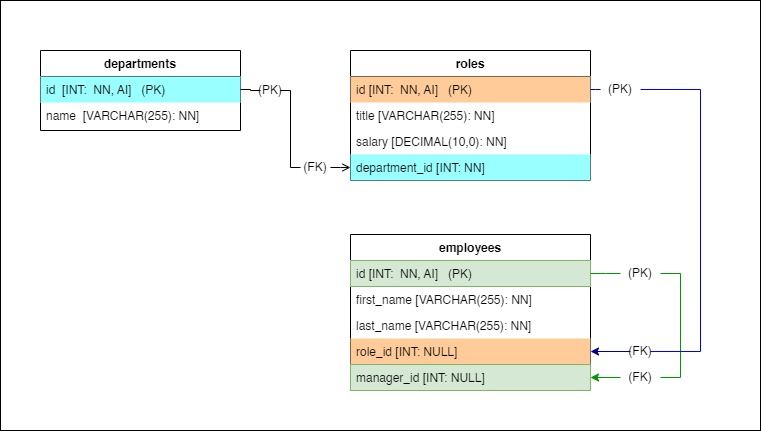 departments
id [INT: NN, AI] (PK)
name [VARCHAR(255): NN]
(PK)
(FK)
roles
id [INT: NN, AI] (PK)
title [VARCHAR(255): NN]
salary [DECIMAL(10,0): NN]
department_id [INT: NN]
(PK)
employees
id [INT: NN, AI] (PK)
first_name [VARCHAR(255): NN]
last_name [VARCHAR(255): NN]
role_id [INT: NULL]
manager_id [INT: NULL]
(PK)
(FK)
(FK)